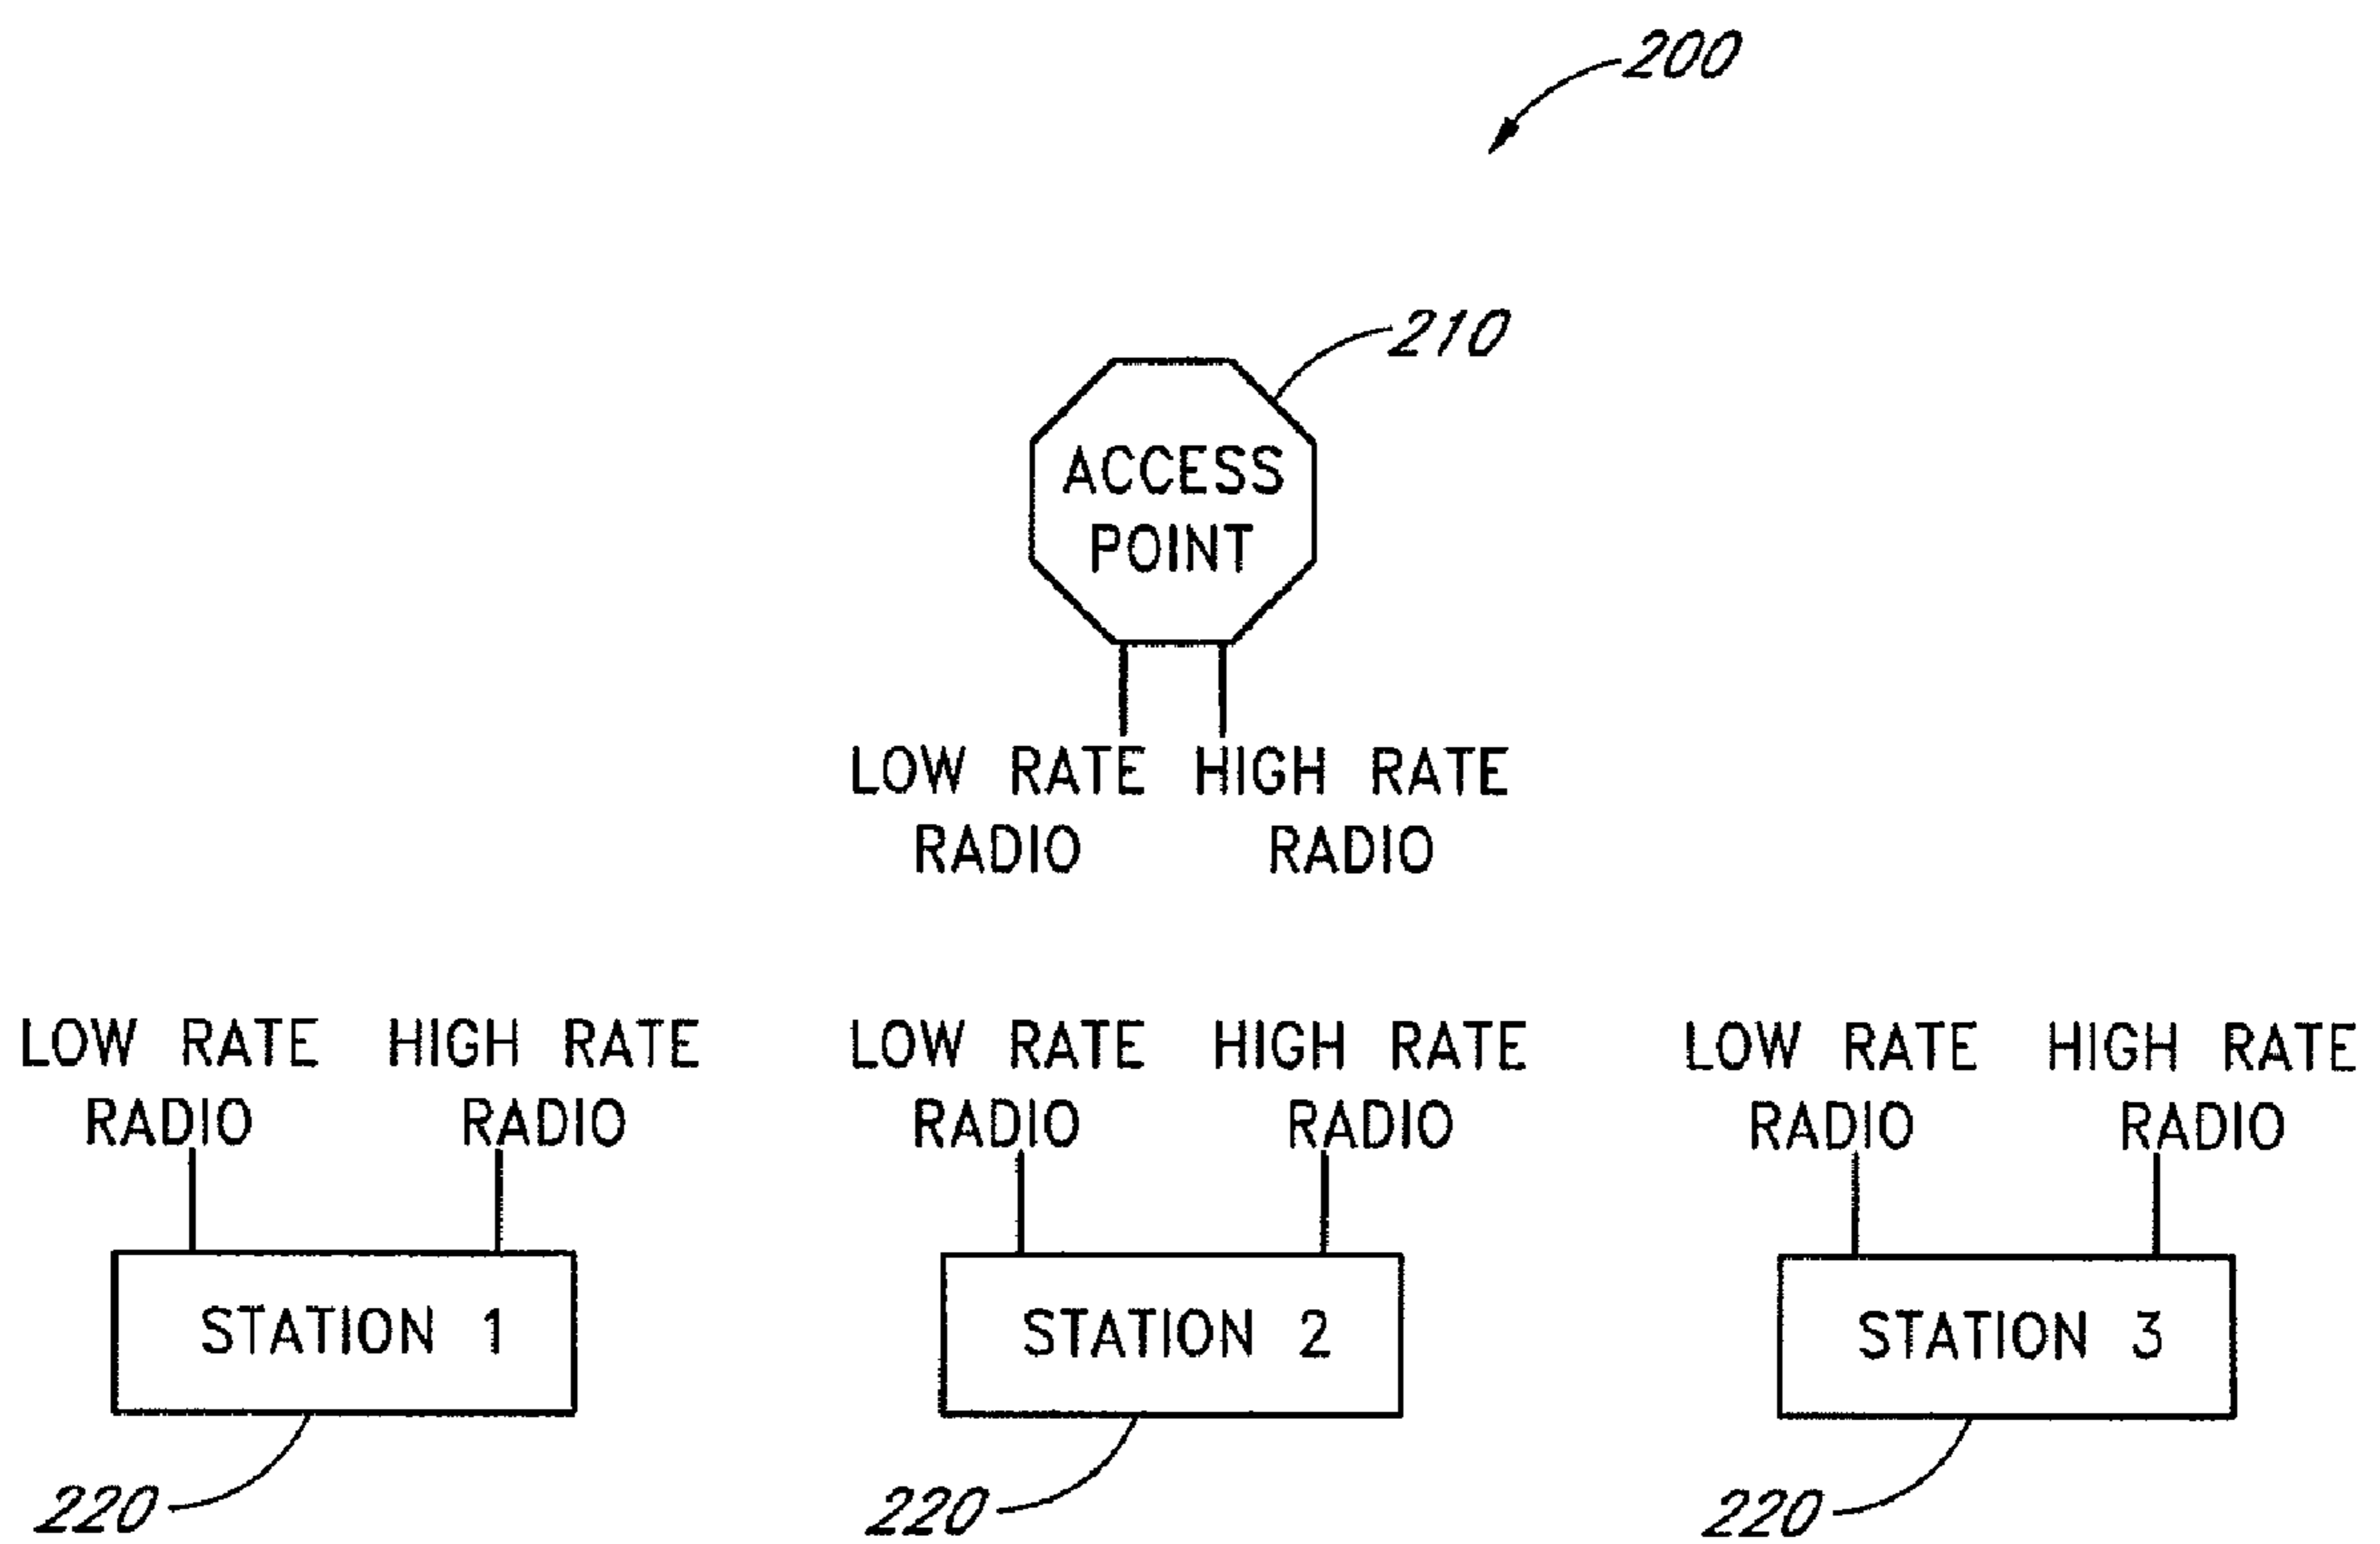 200
210
ACCESS
POINT
LOW RATE HIGH RATE
RADIO RADIO
LOW RATE HIGH RATE LOW RATE HIGH RATE LOW RATE HIGH RATE
RADIO RADIO RADIO RADIO RADIO RADIO
STATION 1 STATION 2 STATION 3
220 220 220